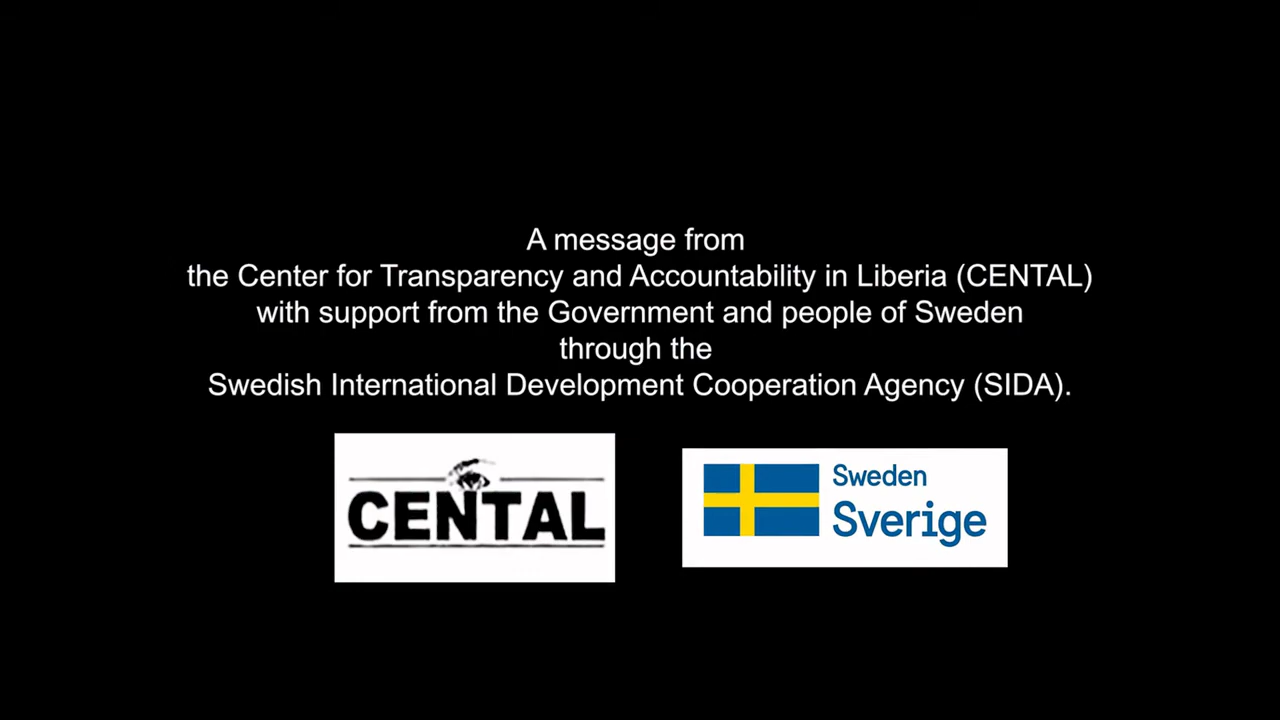 A message from
the Center for Transparency and Accountability in Liberia (CENTAL)
with support from the Government and people of Sweden
through the
Swedish International Development Cooperation Agency (SIDA).
CENTAL
Sweden
Sverige